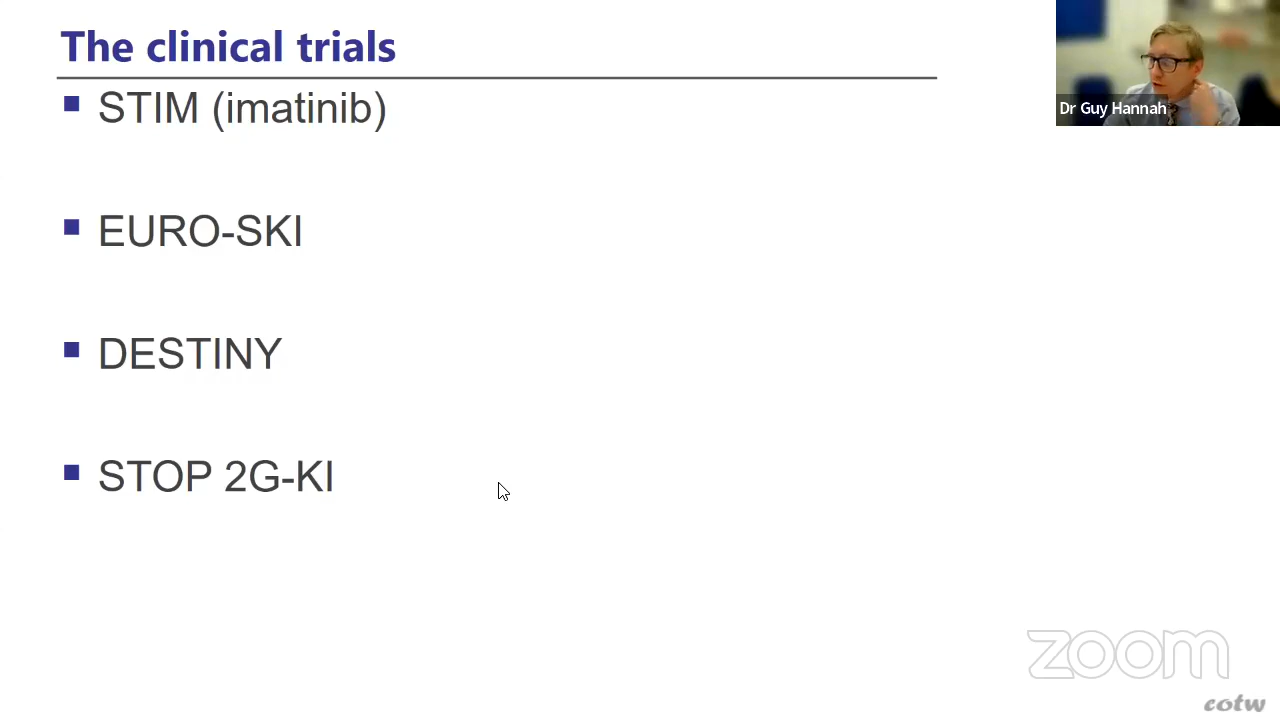 The clinical trials
STIM (imatinib)
EURO-SKI
DESTINY
STOP 2G-KI
Dr Guy Hannah
zoom
cotw